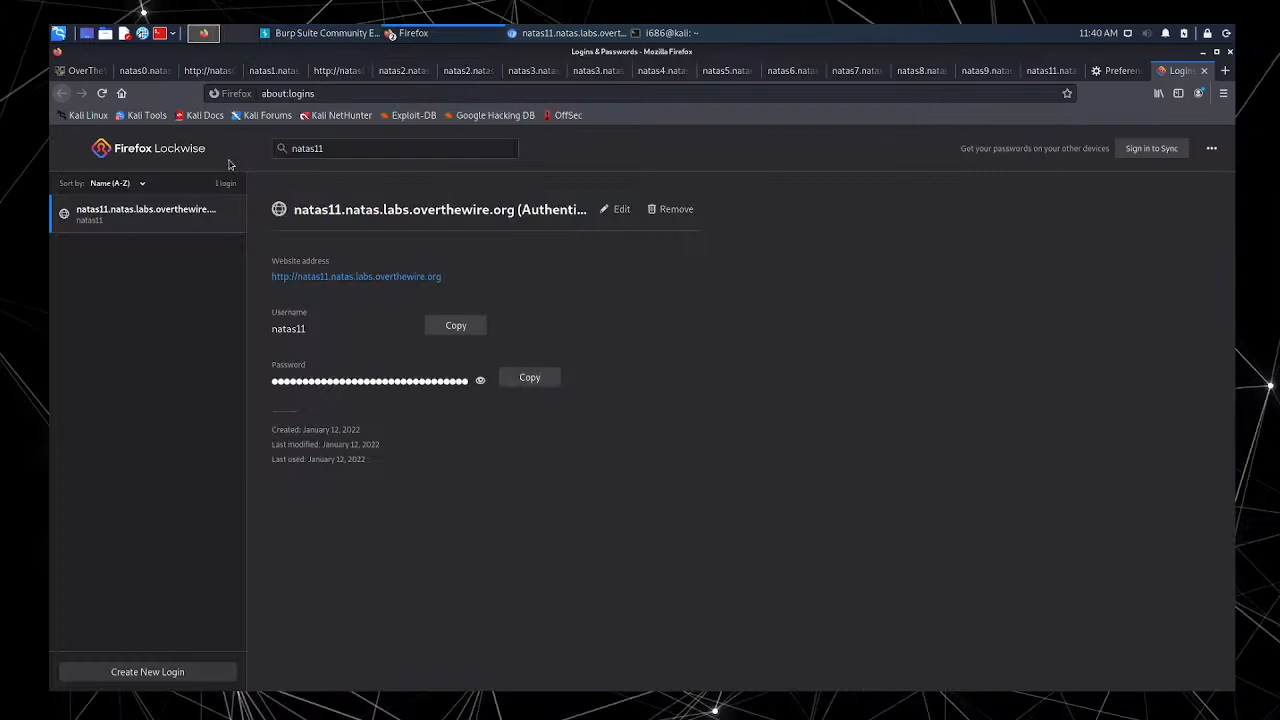 Burp Suite Community E... Firefox natas11.natas.labs.overt... i686@kali: ~ 11:40 AM
Logins & Passwords - Mozilla Firefox
OverThe natas0.natas http://natas natas1.natas http://natas natas2.natas natas2.natas natas3.natas natas3.natas natas4.natas natas5.natas natas6.natas natas7.natas natas8.natas natas9.natas natas11.natas Preferen Logins
Firefox about:logins
Kali Linux Kali Tools Kali Docs Kali Forums Kali NetHunter Exploit-DB Google Hacking DB OffSec
Firefox Lockwise natas11 Get your passwords on your other devices Sign in to Sync
Sort by: Name (A-Z) 1 login
natas11.natas.labs.overthewire....
natas11
natas11.natas.labs.overthewire.org (Authenti... Edit Remove
Website address
http://natas11.natas.labs.overthewire.org
Username
natas11 Copy
Password
●●●●●●●●●●●●●●●●●●●●●●●●●●●●●●●● Copy
Created: January 12, 2022
Last modified: January 12, 2022
Last used: January 12, 2022
Create New Login